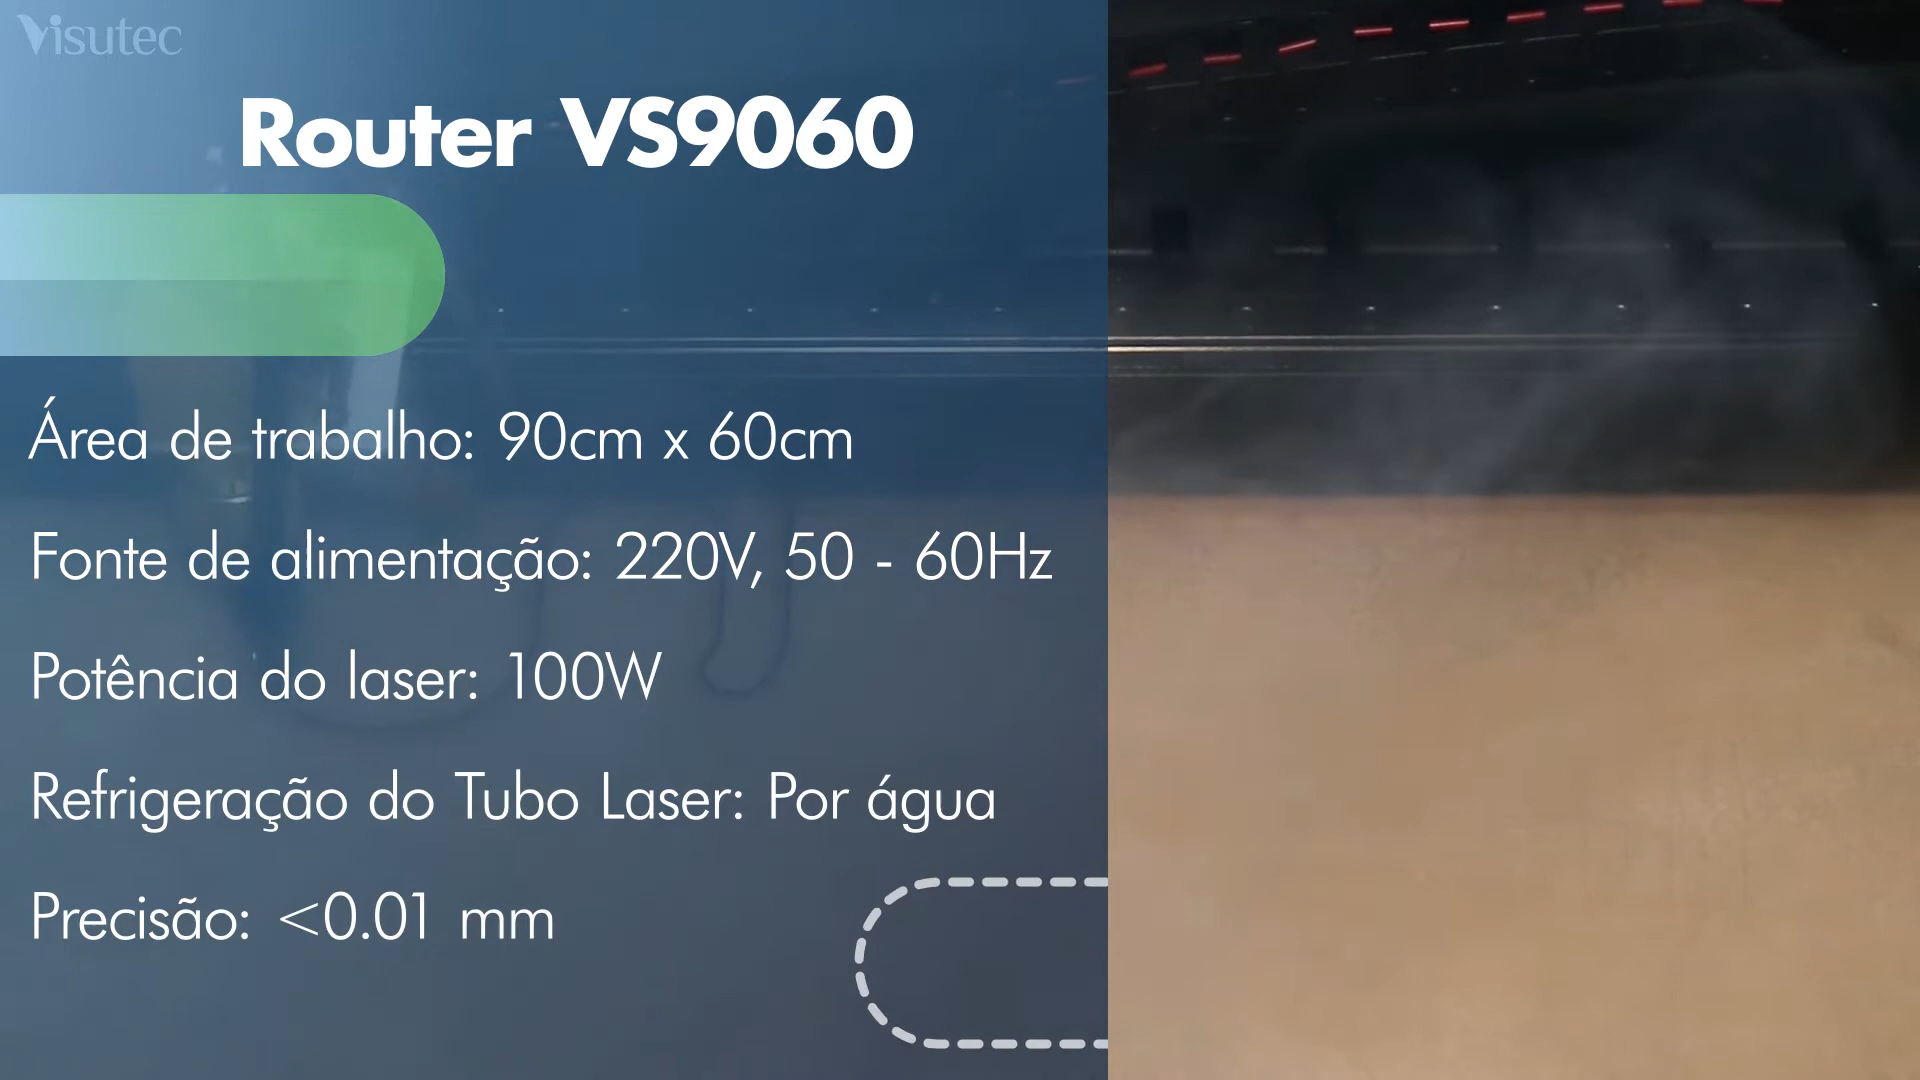 Visutec
Router VS9060
Área de trabalho: 90cm x 60cm
Fonte de alimentação: 220V, 50 - 60Hz
Potência do laser: 100W
Refrigeração do Tubo Laser: Por água
Precisão: <0.01 mm